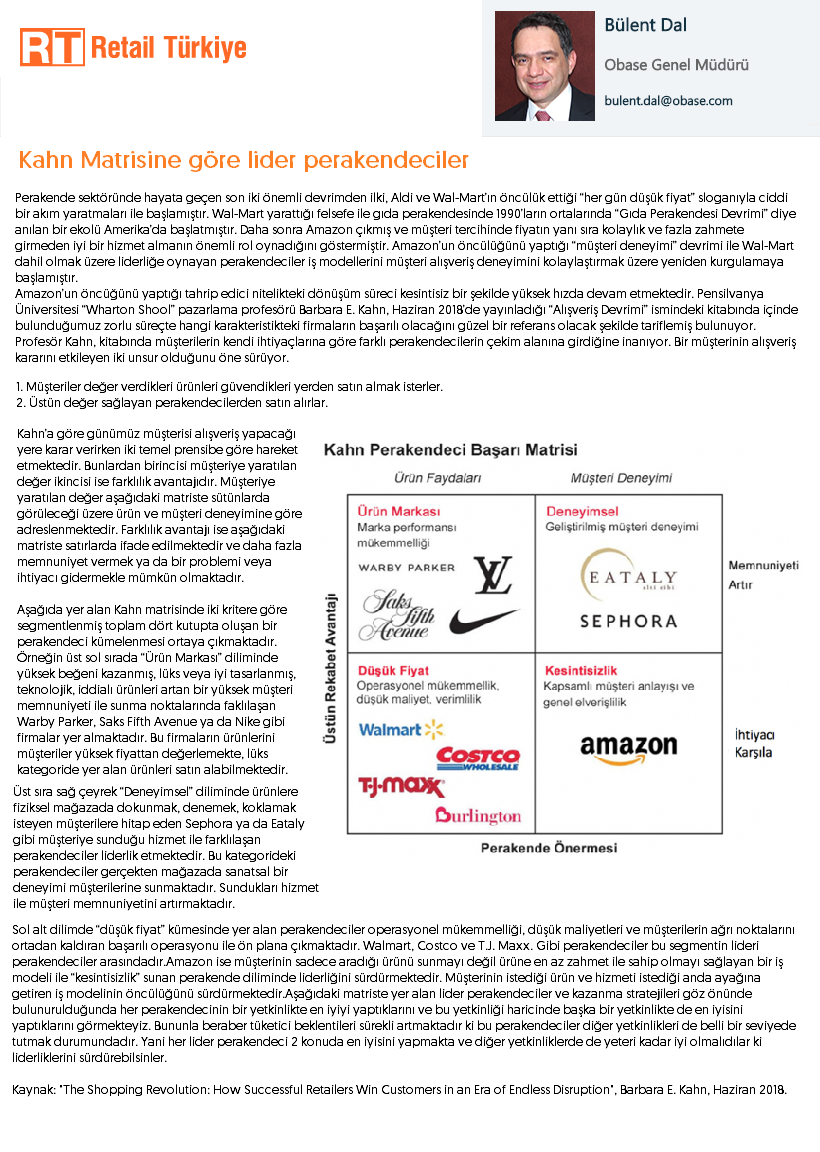 RT Retail Türkiye
Bülent Dal
Obase Genel Müdürü
bulent.dal@obase.com
Kahn Matrisine göre lider perakendeciler
Perakende sektöründe hayata geçen son iki önemli devrimden ilki, Aldi ve Wal-Mart'ın öncülük ettiği "her gün düşük fiyat" sloganıyla ciddi
bir akım yaratmaları ile başlamıştır. Wal-Mart yarattığı felsefe ile gıda perakendesinde 1990'ların ortalarında "Gıda Perakendesi Devrimi" diye
anılan bir ekolü Amerika'da başlatmıştır. Daha sonra Amazon çıkmış ve müşteri tercihinde fiyatın yanı sıra kolaylık ve fazla zahmete
girmeden iyi bir hizmet almanın önemli rol oynadığını göstermiştir. Amazon'un öncülüğünü yaptığı "müşteri deneyimi" devrimi ile Wal-Mart
dahil olmak üzere liderliğe oynayan perakendeciler iş modellerini müşteri alışveriş deneyimini kolaylaştırmak üzere yeniden kurgulamaya
başlamıştır.
Amazon'un öncüğünü yaptığı tahrip edici nitelikteki dönüşüm süreci kesintisiz bir şekilde yüksek hızda devam etmektedir. Pensilvanya
Üniversitesi "Wharton Shool" pazarlama profesörü Barbara E. Kahn, Haziran 2018'de yayınladığı "Alışveriş Devrimi" ismindeki kitabında içinde
bulunduğumuz zorlu süreçte hangi karakteristikteki firmaların başarılı olacağını güzel bir referans olacak şekilde tariflemiş bulunuyor.
Profesör Kahn, kitabında müşterilerin kendi ihtiyaçlarına göre farklı perakendecilerin çekim alanına girdiğine inanıyor. Bir müşterinin alışveriş
kararını etkileyen iki unsur olduğunu öne sürüyor.
1. Müşteriler değer verdikleri ürünleri güvendikleri yerden satın almak isterler.
2. Üstün değer sağlayan perakendecilerden satın alırlar.
Kahn'a göre günümüz müşterisi alışveriş yapacağı
yere karar verirken iki temel prensibe göre hareket
etmektedir. Bunlardan birincisi müşteriye yaratılan
değer ikincisi ise farklılık avantajıdır. Müşteriye
yaratılan değer aşağıdaki matriste sütünlarda
görüleceği üzere ürün ve müşteri deneyimine göre
adreslenmektedir. Farklılık avantajı ise aşağıdaki
matriste satırlarda ifade edilmektedir ve daha fazla
memnuniyet vermek ya da bir problemi veya
ihtiyacı gidermekle mümkün olmaktadır.
Aşağıda yer alan Kahn matrisinde iki kritere göre
segmentlenmiş toplam dört kutupta oluşan bir
perakendeci kümelenmesi ortaya çıkmaktadır.
Örneğin üst sol sırada "Ürün Markası" diliminde
yüksek beğeni kazanmış, lüks veya iyi tasarlanmış,
teknolojik, iddialı ürünleri artan bir yüksek müşteri
memnuniyeti ile sunma noktalarında faklılaşan
Warby Parker, Saks Fifth Avenue ya da Nike gibi
firmalar yer almaktadır. Bu firmaların ürünlerini
müşteriler yüksek fiyattan değerlemekte, lüks
kategoride yer alan ürünleri satın alabilmektedir.
Üst sıra sağ çeyrek "Deneyimsel" diliminde ürünlere
fiziksel mağazada dokunmak, denemek, koklamak
isteyen müşterilere hitap eden Sephora ya da Eataly
gibi müşteriye sunduğu hizmet ile farklılaşan
perakendeciler liderlik etmektedir. Bu kategorideki
perakendeciler gerçekten mağazada sanatsal bir
deneyimi müşterilerine sunmaktadır. Sundukları hizmet
ile müşteri memnuniyetini artırmaktadır.
Kahn Perakendeci Başarı Matrisi
Ürün Faydaları
Müşteri Deneyimi
Üstün Rekabet Avantajı
Ürün Markası
Marka performansı
mükemmelliği
WARBY PARKER
LV
Saks
Fifth
Avenue
Deneyimsel
Geliştirilmiş müşteri deneyimi
EATALY
SEPHORA
Memnuniyeti
Artır
Düşük Fiyat
Operasyonel mükemmellik,
düşük maliyet, verimlilik
Walmart
COSTCO
WHOLESALE
T•J•maxx
Burlington
Kesintisizlik
Kapsamlı müşteri anlayışı ve
genel elverişlilik
amazon
İhtiyacı
Karşıla
Perakende Önermesi
Sol alt dilimde "düşük fiyat" kümesinde yer alan perakendeciler operasyonel mükemmelliği, düşük maliyetleri ve müşterilerin ağrı noktalarını
ortadan kaldıran başarılı operasyonu ile ön plana çıkmaktadır. Walmart, Costco ve T.J. Maxx. Gibi perakendeciler bu segmentin lideri
perakendeciler arasındadır.Amazon ise müşterinin sadece aradığı ürünü sunmayı değil ürüne en az zahmet ile sahip olmayı sağlayan bir iş
modeli ile "kesintisizlik" sunan perakende diliminde liderliğini sürdürmektedir. Müşterinin istediği ürün ve hizmeti istediği anda ayağına
getiren iş modelinin öncülüğünü sürdürmektedir.Aşağıdaki matriste yer alan lider perakendeciler ve kazanma stratejileri göz önünde
bulunurulduğunda her perakendecinin bir yetkinlikte en iyiyi yaptıklarını ve bu yetkinliği haricinde başka bir yetkinlikte de en iyisini
yaptıklarını görmekteyiz. Bununla beraber tüketici beklentileri sürekli artmaktadır ki bu perakendeciler diğer yetkinlikleri de belli bir seviyede
tutmak durumundadır. Yani her lider perakendeci 2 konuda en iyisini yapmakta ve diğer yetkinliklerde de yeteri kadar iyi olmalıdılar ki
liderliklerini sürdürebilsinler.
Kaynak: "The Shopping Revolution: How Successful Retailers Win Customers in an Era of Endless Disruption", Barbara E. Kahn, Haziran 2018.